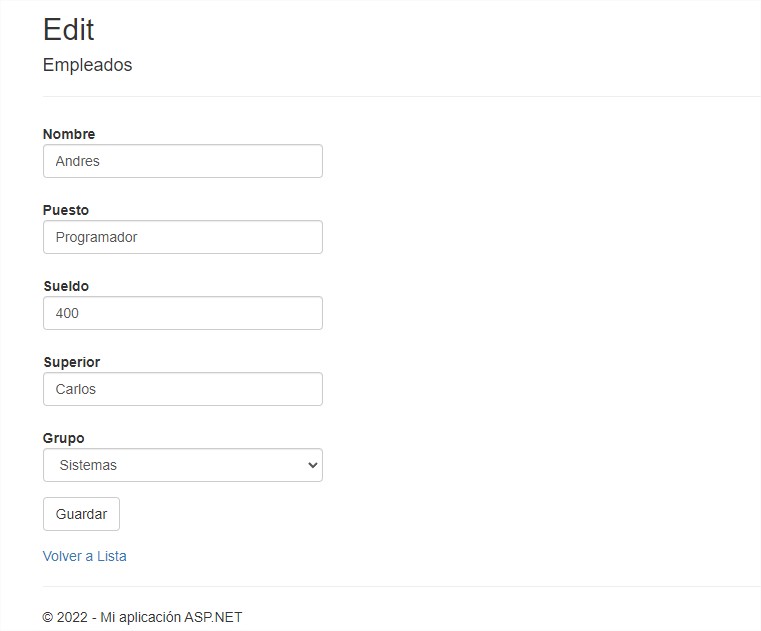 Edit
Empleados
Nombre
Andres
Puesto
Programador
Sueldo
400
Superior
Carlos
Grupo
Sistemas
Guardar
Volver a Lista
© 2022 - Mi aplicación ASP.NET